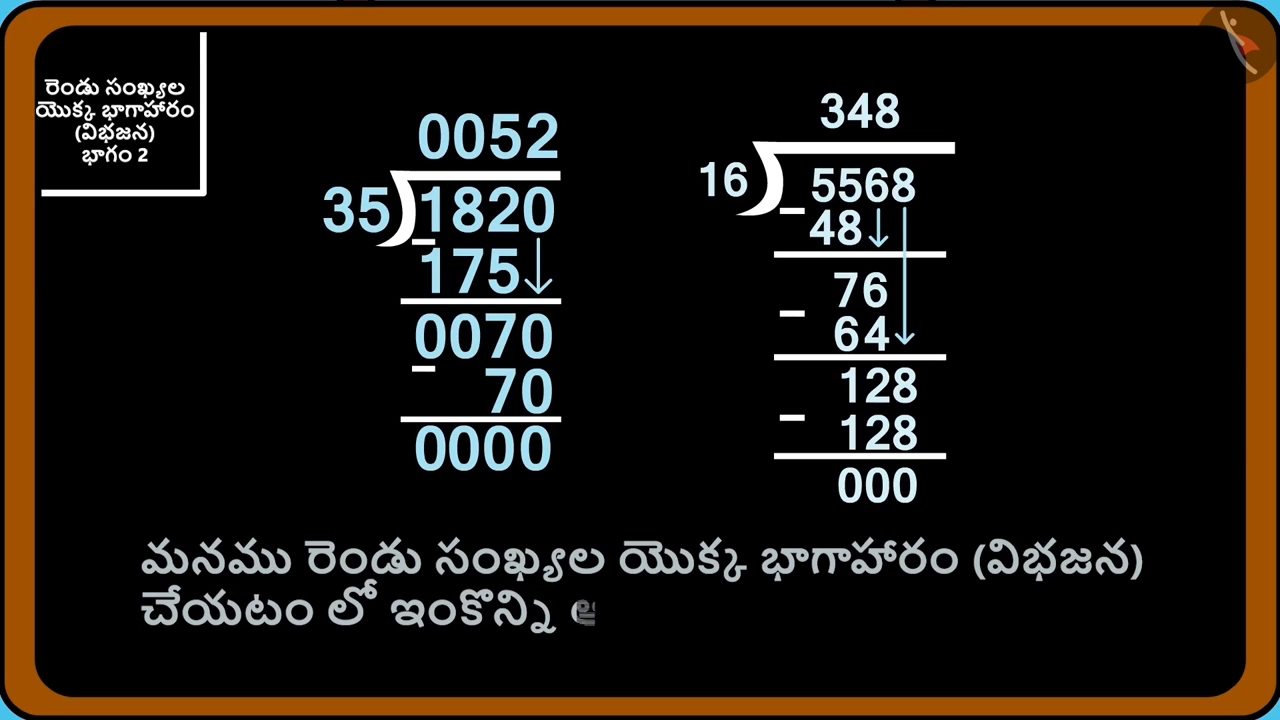 రెండు సంఖ్యల
యొక్క భాగాహారం
(విభజన)
భాగం 2
0052
35 1820
175
0070
70
0000
348
16 5568
48
76
64
128
128
000
మనము రెండు సంఖ్యల యొక్క భాగాహారం (విభజన)
చేయటం లో ఇంకొన్ని